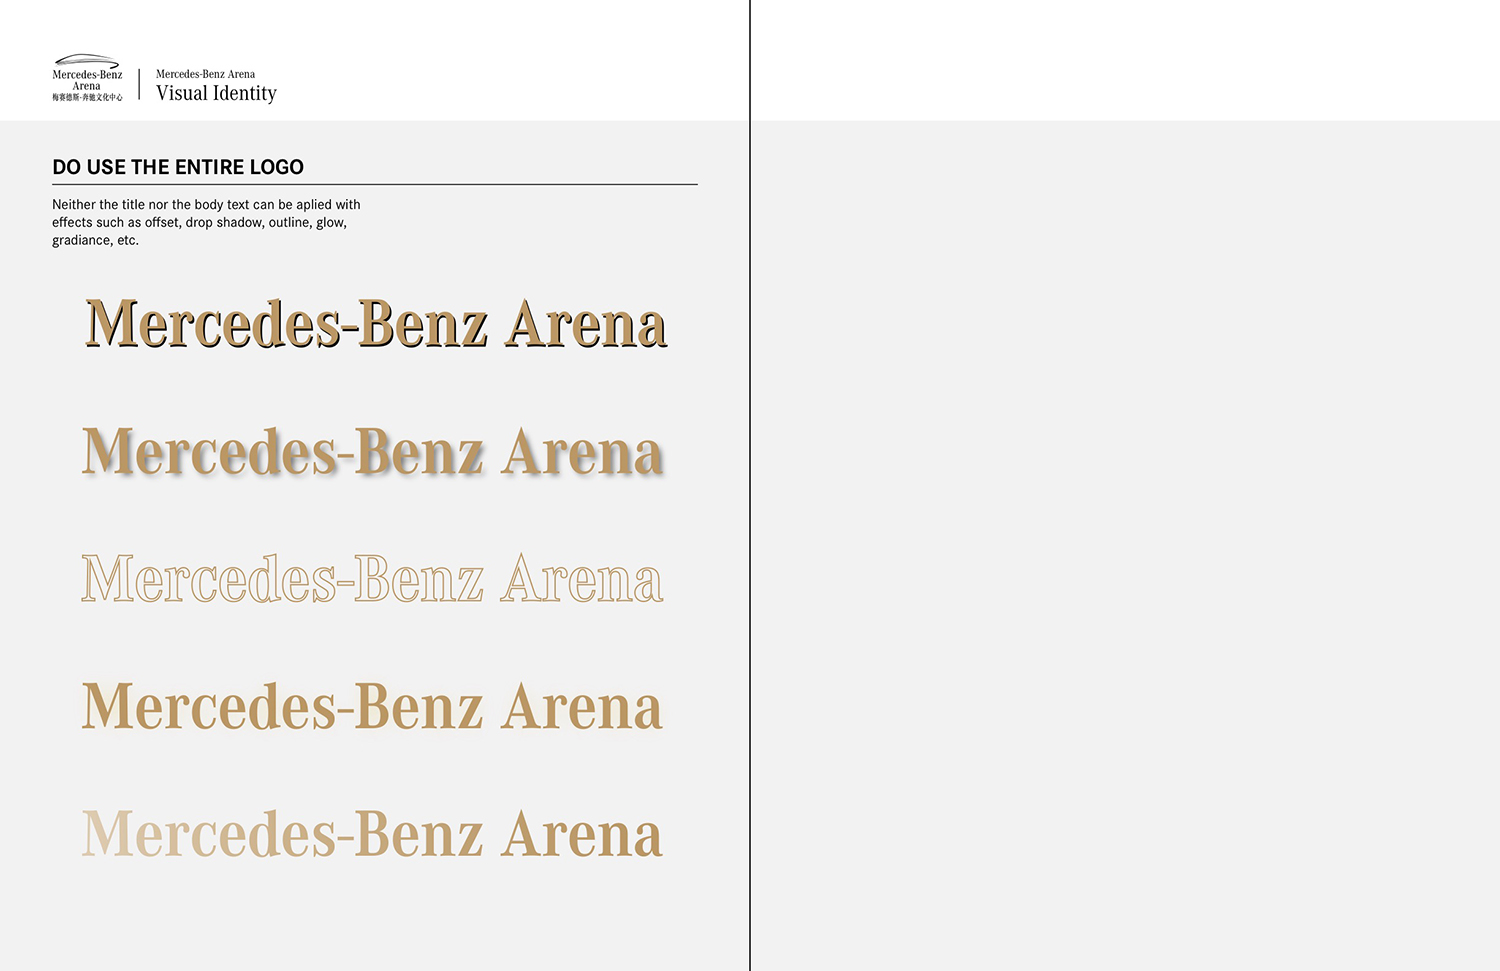 Mercedes-Benz
Arena
梅赛德斯-奔驰文化中心
Mercedes-Benz Arena
Visual Identity
DO USE THE ENTIRE LOGO
Neither the title nor the body text can be aplied with
effects such as offset, drop shadow, outline, glow,
gradiance, etc.
Mercedes-Benz Arena
Mercedes-Benz Arena
Mercedes-Benz Arena
Mercedes-Benz Arena
Mercedes-Benz Arena